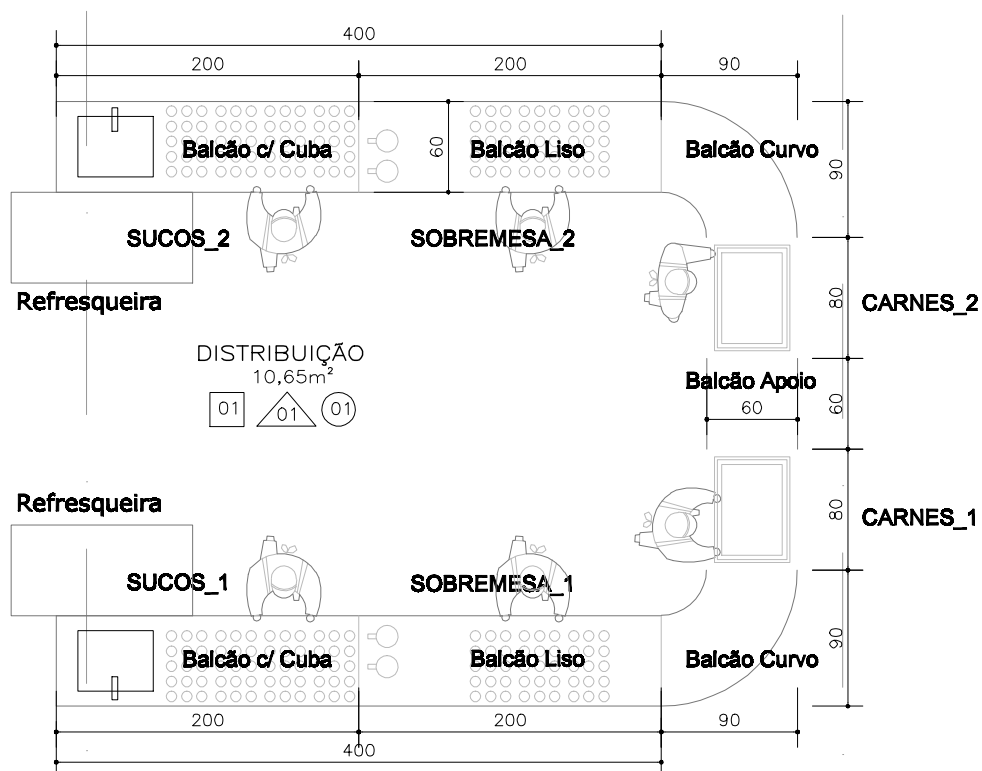 400
200
200
90
Balcão c/ Cuba
60
Balcão Liso
Balcão Curvo
90
SUCOS_2
SOBREMESA_2
Refresqueira
80
CARNES_2
DISTRIBUIÇÃO
10,65m²
01
01
01
Balcão Apoio
60
60
Refresqueira
80
CARNES_1
SUCOS_1
SOBREMESA_1
Balcão c/ Cuba
Balcão Liso
Balcão Curvo
90
200
200
90
400